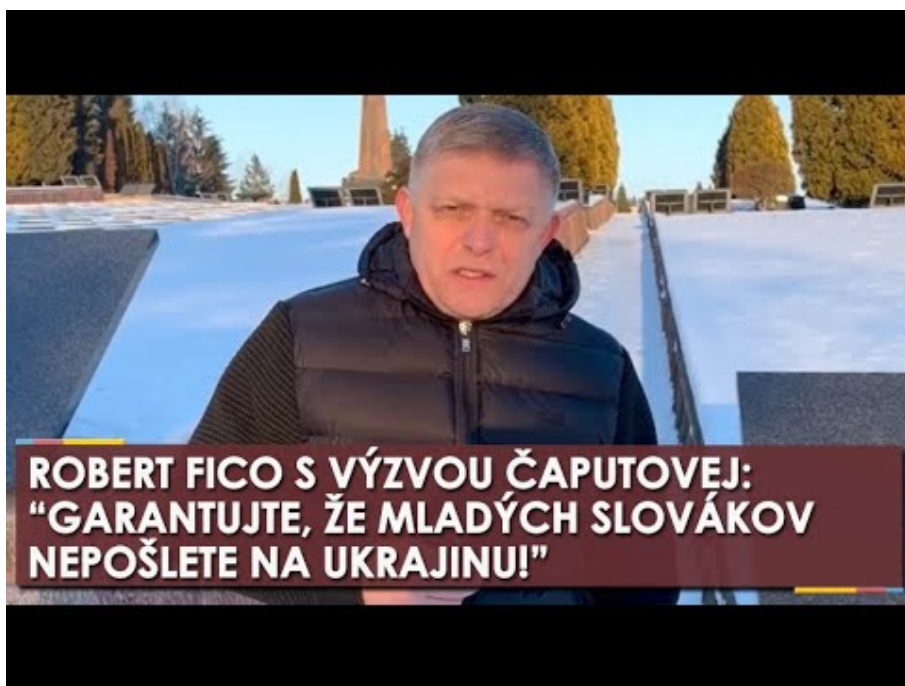 ROBERT FICO S VÝZVOU ČAPUTOVEJ:
“GARANTUJTE, ŽE MLADÝCH SLOVÁKOV
NEPOŠLETE NA UKRAJINU!”